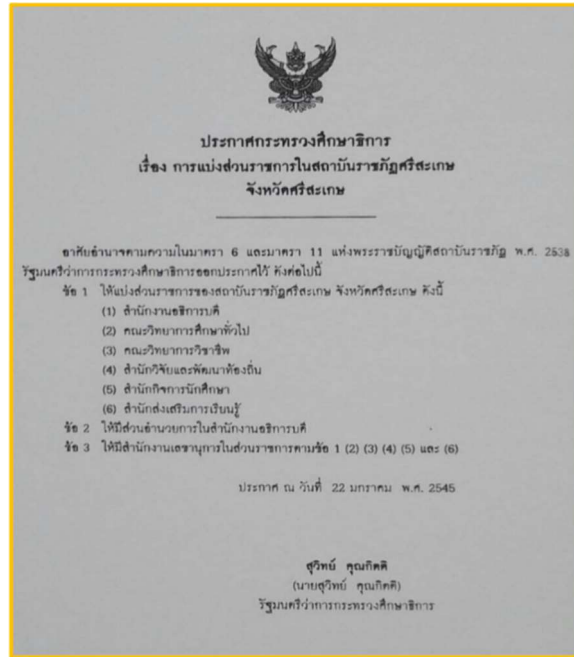 ประกาศกระทรวงศึกษาธิการ
เรื่อง การแบ่งส่วนราชการในสถาบันราชภัฏศรีสะเกษ
จังหวัดศรีสะเกษ
อาศัยอำนาจตามความในมาตรา 6 และมาตรา 11 แห่งพระราชบัญญัติสถาบันราชภัฏ พ.ศ. 2538
รัฐมนตรีว่าการกระทรวงศึกษาธิการออกประกาศไว้ ดังต่อไปนี้
ข้อ 1 ให้แบ่งส่วนราชการของสถาบันราชภัฏศรีสะเกษ จังหวัดศรีสะเกษ ดังนี้
(1) สำนักงานอธิการบดี
(2) คณะวิทยาการศึกษาทั่วไป
(3) คณะวิทยาการวิชาชีพ
(4) สำนักวิจัยและพัฒนาท้องถิ่น
(5) สำนักกิจการนักศึกษา
(6) สำนักส่งเสริมการเรียนรู้
ข้อ 2 ให้มีส่วนอำนวยการในสำนักงานอธิการบดี
ข้อ 3 ให้มีสำนักงานเลขานุการในส่วนราชการตามข้อ 1 (2) (3) (4) (5) และ (6)
ประกาศ ณ วันที่ 22 มกราคม พ.ศ. 2545
สุวิทย์ คุณกิตติ
(นายสุวิทย์ คุณกิตติ)
รัฐมนตรีว่าการกระทรวงศึกษาธิการ